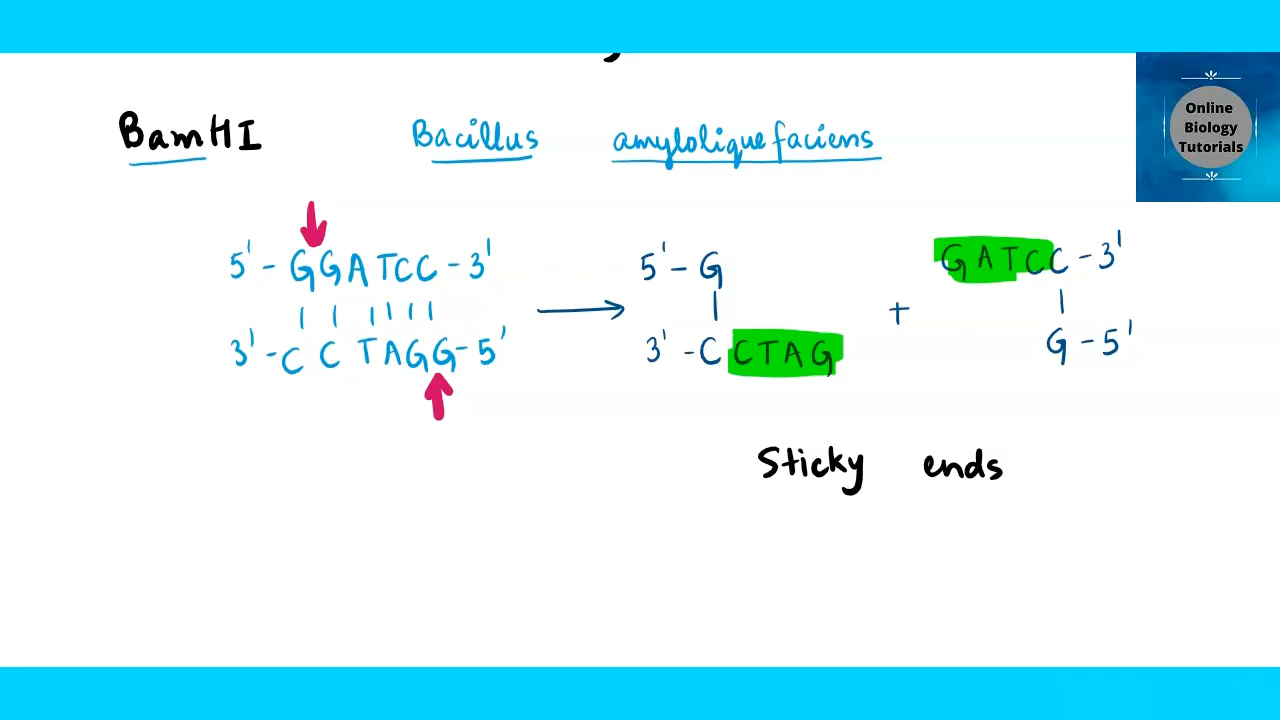 BamHI Bacillus amyloliquefaciens
Online
Biology
Tutorials
5' - GGATCC - 3'
3' - CCTAGG - 5'
5' - G
3' - CCTAG
+
GATCC - 3'
G - 5'
Sticky ends